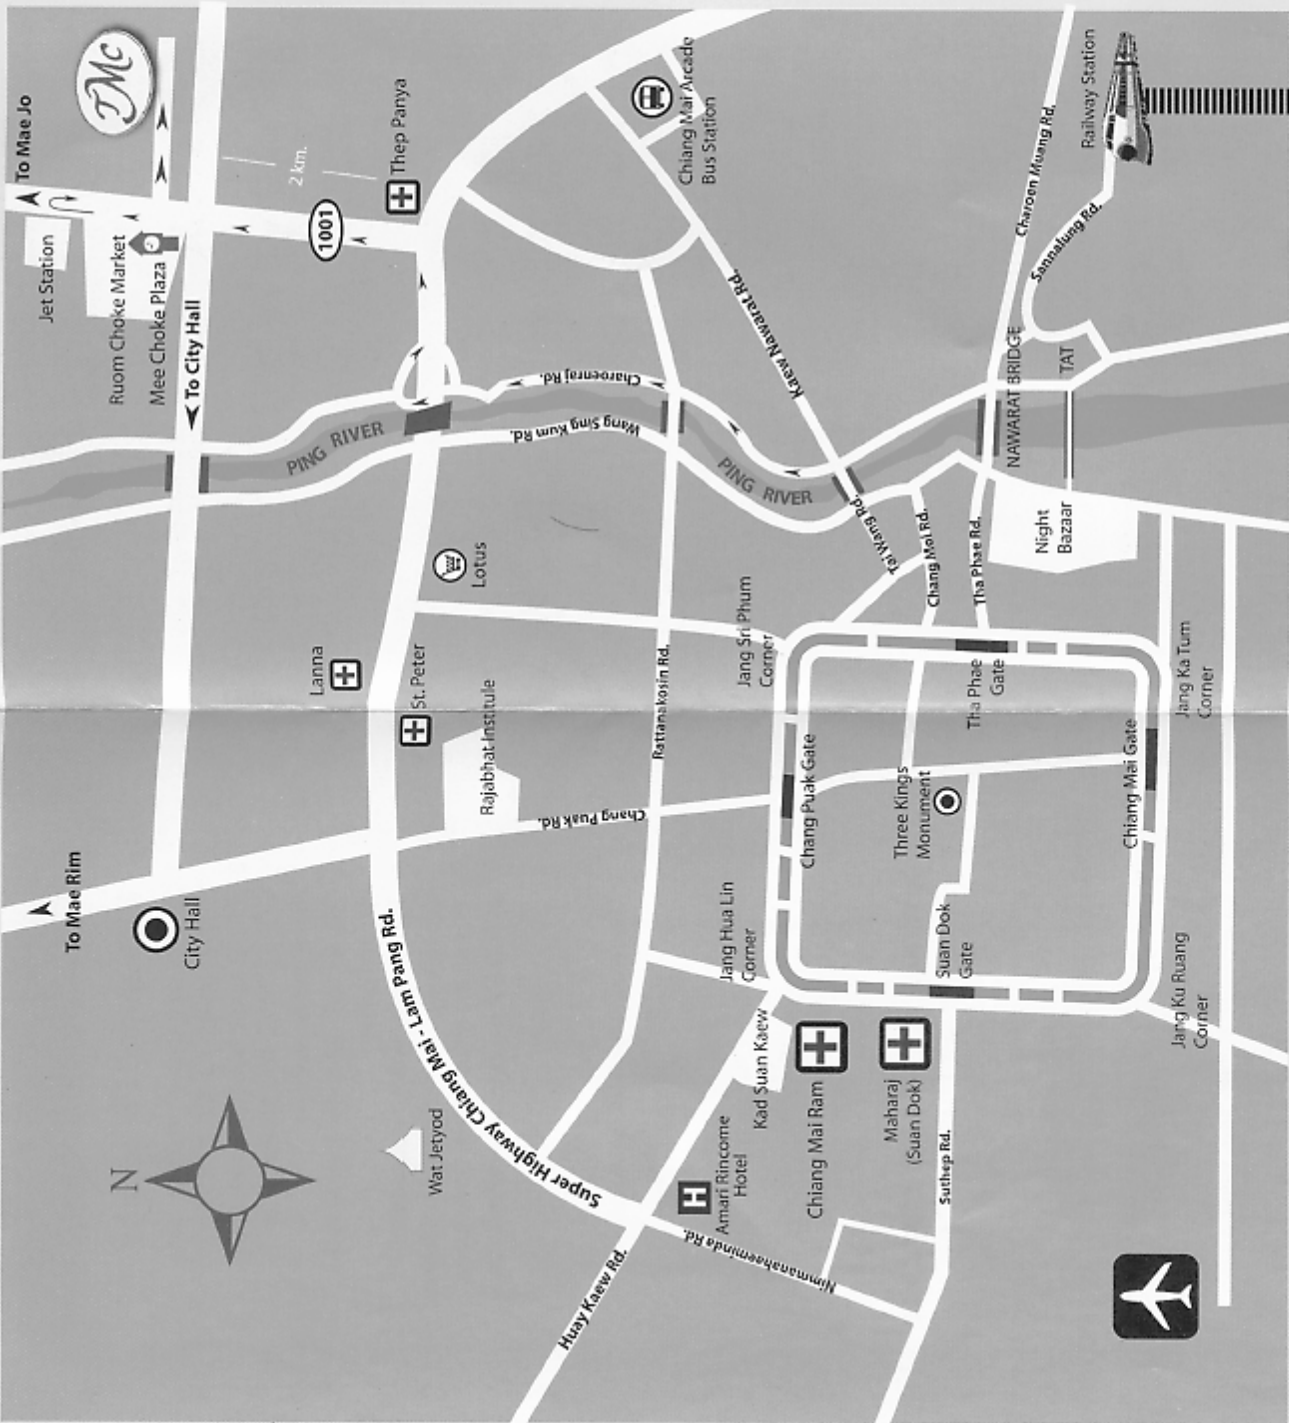 N
To Mae Rim
City Hall
Wat Jetyod
Super Highway Chiang Mai - Lam Pang Rd.
Huay Kaew Rd.
Nimmanahaeminda Rd.
H
Amari Rincome
Hotel
Kad Suan Kaew
Chiang Mai Ram
Maharaj
(Suan Dok)
Suthep Rd.
Jang Hua Lin
Corner
Suan Dok
Gate
Jang Ku Ruang
Corner
Lanna
St. Peter
Rajabhat Institute
Chang Puak Rd.
Rattanakosin Rd.
Lotus
Jang Sri Phum
Corner
Chang Puak Gate
Three Kings
Monument
Chiang Mai Gate
Tha Phae
Gate
Jang Ka Tum
Corner
To Mae Jo
Jet Station
Ruom Choke Market
Mee Choke Plaza
JMc
To City Hall
2 km.
1001
Thep Panya
PING RIVER
Charoenraj Rd.
Wang Sing Kum Rd.
PING RIVER
Chiang Mai Arcade
Bus Station
Kaew Nawarat Rd.
Tai Wang Rd.
Chang Moi Rd.
Tha Phae Rd.
Night
Bazaar
NAWARAT BRIDGE
TAT
Charoen Muang Rd.
Sannalung Rd.
Railway Station